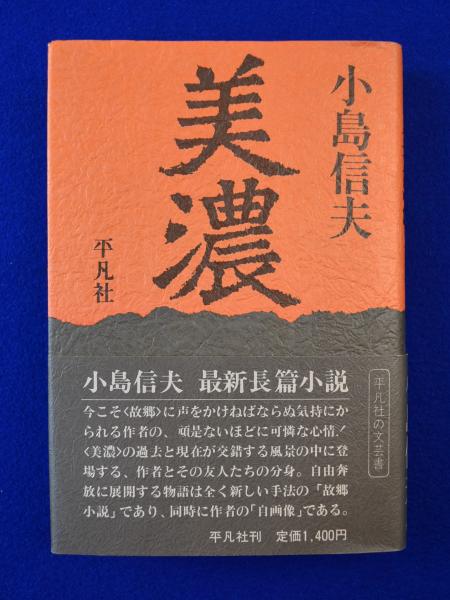 小島信夫
美濃
平凡社
小島信夫 最新長篇小説
今こそ〈故郷〉に声をかけねばならぬ気持にか
られる作者の、頑是ないほどに可憐な心情!
〈美濃〉の過去と現在が交錯する風景の中に登
場する、作者とその友人たちの分身。自由奔
放に展開する物語は全く新しい手法の「故郷
小説」であり、同時に作者の「自画像」である。
平凡社刊 定価1,400円
平凡社の文芸書